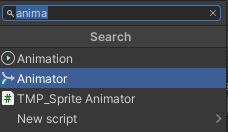 anima
Search
Animation
Animator
# TMP_Sprite Animator
New script